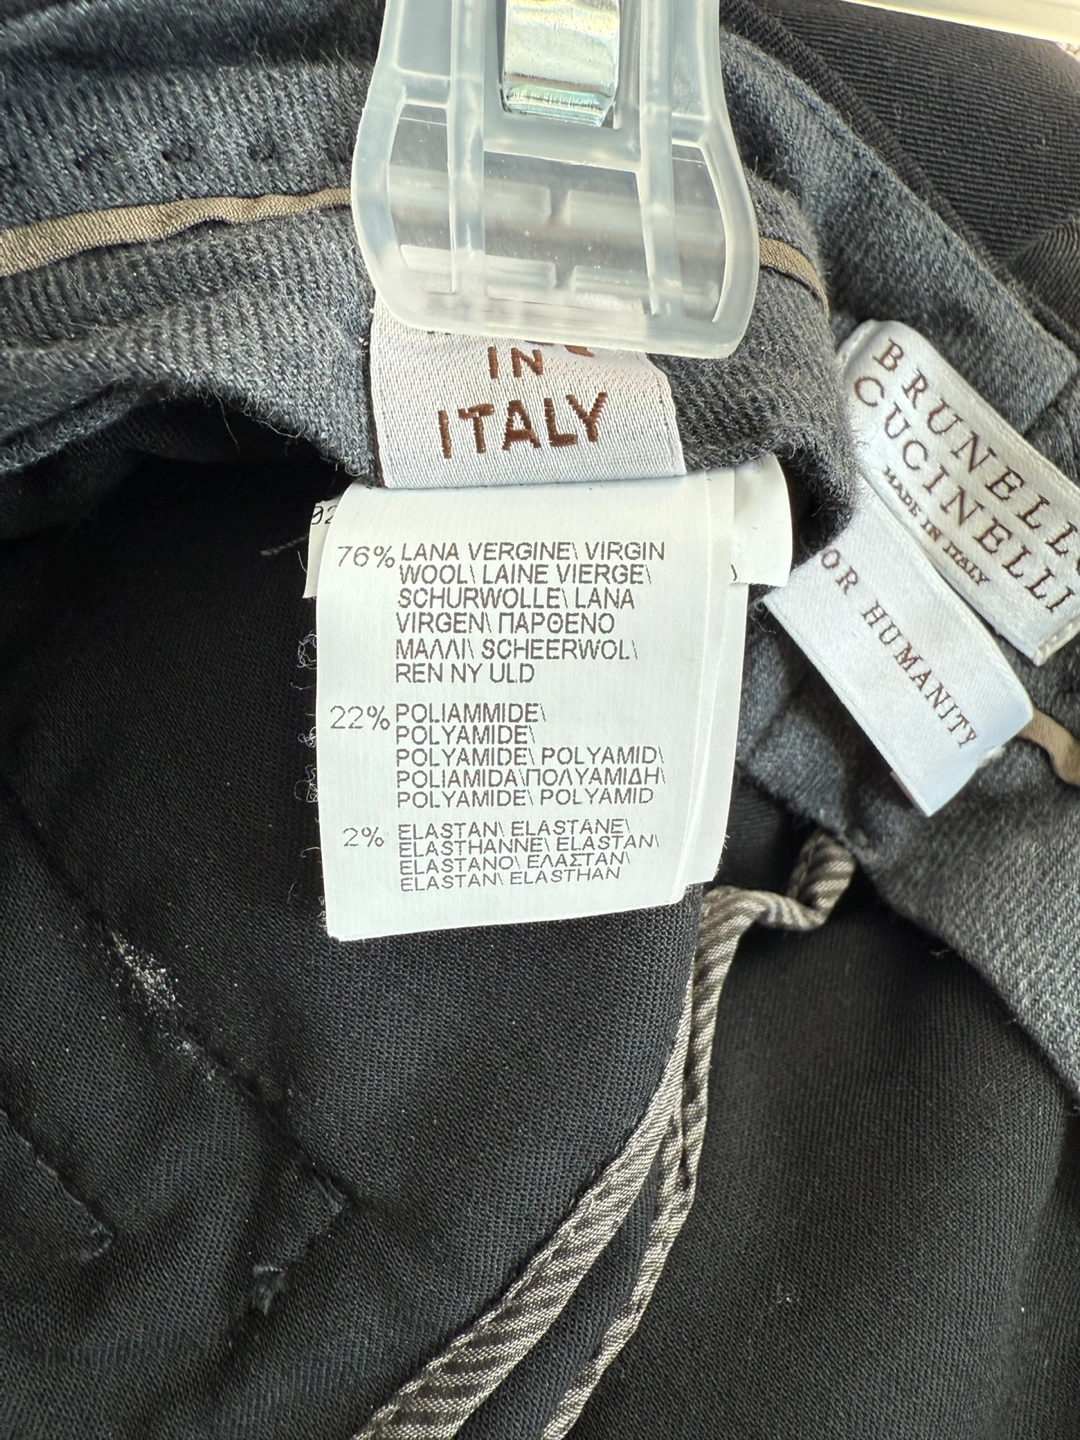 IN
ITALY
02
76% LANA VERGINE\ VIRGIN
WOOL\ LAINE VIERGE\
SCHURWOLLE\ LANA
VIRGEN\ ΠΑΡΘΕΝΟ
ΜΑΛΛΙ\ SCHEERWOL\
REN NY ULD
22% POLIAMMIDE\
POLYAMIDE\
POLYAMIDE\ POLYAMID\
POLIAMIDA\ΠΟΛΥΑΜΙΔΗ\
POLYAMIDE\ POLYAMID
2% ELASTAN\ ELASTANE\
ELASTHANNE\ ELASTAN\
ELASTANO\ ΕΛΑΣΤΑΝ\
ELASTAN\ ELASTHAN
BRUNELLO
CUCINELLI
MADE IN ITALY
OR HUMANITY